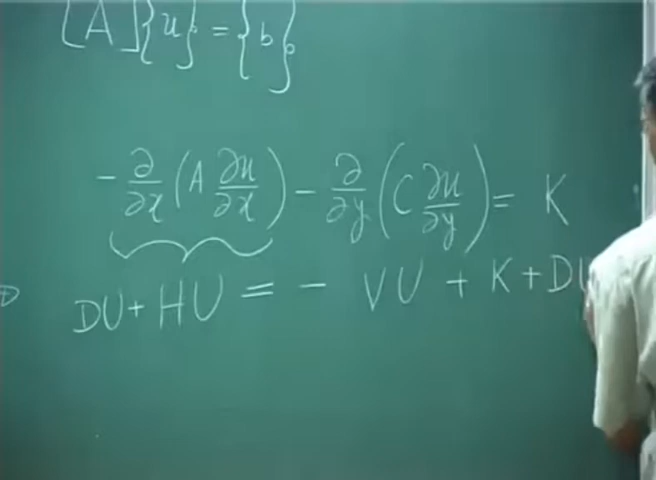 [A]{u} = {b}
-∂/∂x (A ∂u/∂x) - ∂/∂y (C ∂u/∂y) = K
DU + HU = - VU + K + DU